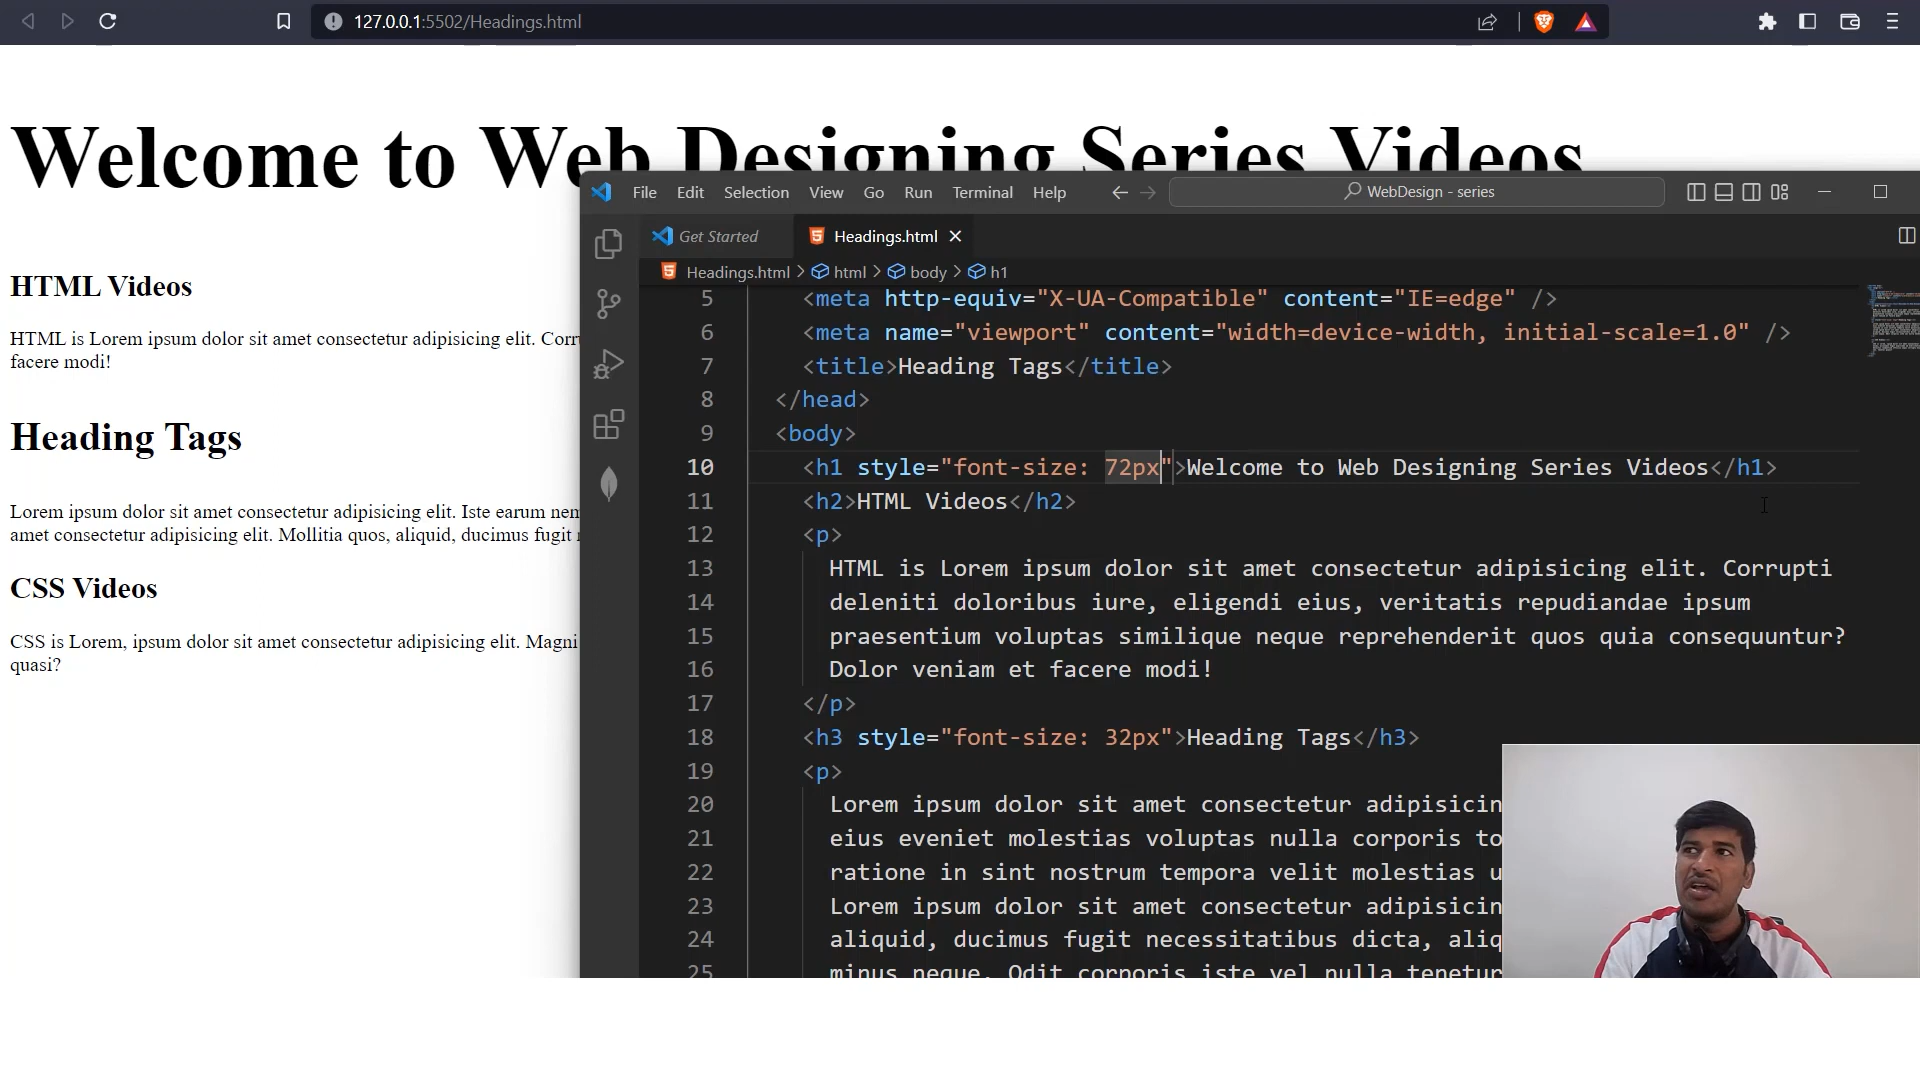 127.0.0.1:5502/Headings.html
Welcome to Web Designing Series Videos
HTML Videos
HTML is Lorem ipsum dolor sit amet consectetur adipisicing elit.
facere modi!
Heading Tags
Lorem ipsum dolor sit amet consectetur adipisicing elit. Iste earum
amet consectetur adipisicing elit. Mollitia quos, aliquid, ducimus fugit
CSS Videos
CSS is Lorem, ipsum dolor sit amet consectetur adipisicing elit. Magni
quasi?
File Edit Selection View Go Run Terminal Help
WebDesign - series
Get Started
Headings.html
Headings.html > html > body > h1
5 <meta http-equiv="X-UA-Compatible" content="IE=edge" />
6 <meta name="viewport" content="width=device-width, initial-scale=1.0" />
7 <title>Heading Tags</title>
8 </head>
9 <body>
10 <h1 style="font-size: 72px">Welcome to Web Designing Series Videos</h1>
11 <h2>HTML Videos</h2>
12 <p>
13 HTML is Lorem ipsum dolor sit amet consectetur adipisicing elit. Corrupti
14 deleniti doloribus iure, eligendi eius, veritatis repudiandae ipsum
15 praesentium voluptas similique neque reprehenderit quos quia consequuntur?
16 Dolor veniam et facere modi!
17 </p>
18 <h3 style="font-size: 32px">Heading Tags</h3>
19 <p>
20 Lorem ipsum dolor sit amet consectetur adipisicin
21 eius eveniet molestias voluptas nulla corporis to
22 ratione in sint nostrum tempora velit molestias u
23 Lorem ipsum dolor sit amet consectetur adipisicin
24 aliquid, ducimus fugit necessitatibus dicta, aliq
25 minus neque. Odit corporis iste vel nulla tenetur